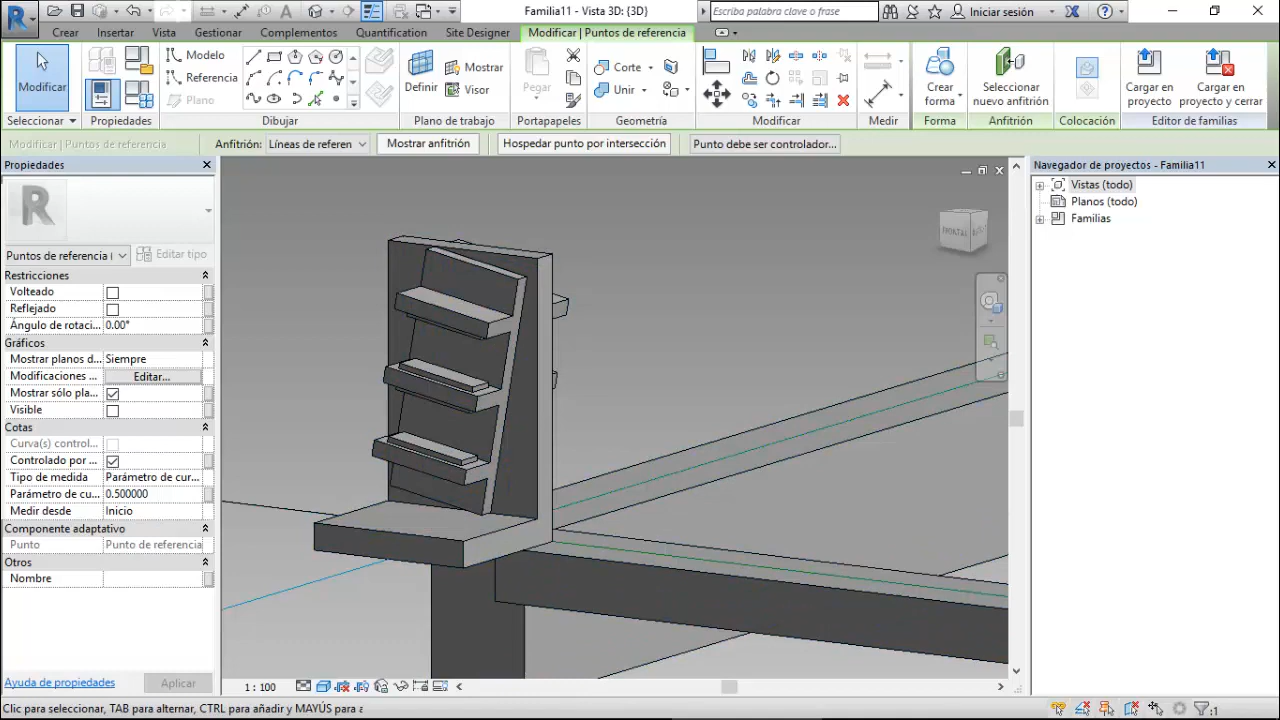 Familia11 - Vista 3D: {3D}
Escriba palabra clave o frase
Iniciar sesión
Crear
Insertar
Vista
Gestionar
Complementos
Quantification
Site Designer
Modificar | Puntos de referencia
Modificar
Modelo
Referencia
Plano
Definir
Mostrar
Visor
Pegar
Corte
Unir
Crear forma
Seleccionar nuevo anfitrión
Cargar en proyecto
Cargar en proyecto y cerrar
Seleccionar
Propiedades
Dibujar
Plano de trabajo
Portapapeles
Geometría
Modificar
Medir
Forma
Anfitrión
Colocación
Editor de familias
Modificar | Puntos de referencia
Anfitrión:
Líneas de referen
Mostrar anfitrión
Hospedar punto por intersección
Punto debe ser controlador...
Propiedades
Puntos de referencia
Editar tipo
Restricciones
Volteado
Reflejado
Ángulo de rotaci... 0.00°
Gráficos
Mostrar planos d... Siempre
Modificaciones ... Editar...
Mostrar sólo pla...
Visible
Cotas
Curva(s) control...
Controlado por ...
Tipo de medida Parámetro de cur...
Parámetro de cu... 0.500000
Medir desde Inicio
Componente adaptativo
Punto Punto de referencia
Otros
Nombre
Ayuda de propiedades
Aplicar
FRONTAL
1 : 100
Navegador de proyectos - Familia11
Vistas (todo)
Planos (todo)
Familias
Clic para seleccionar, TAB para alternar, CTRL para añadir y MAYÚS para a
:1